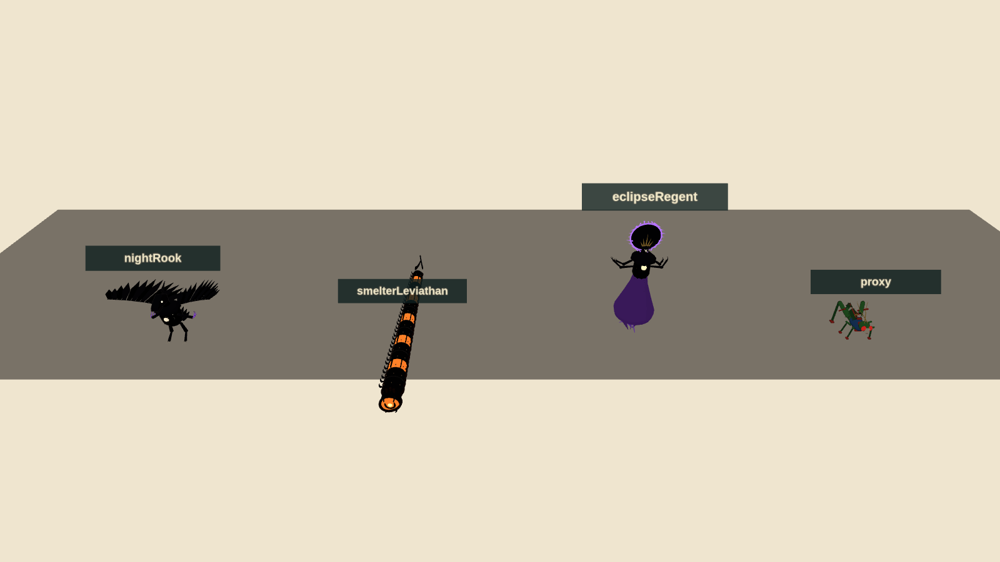 eclipseRegent
nightRook
proxy
smelterLeviathan